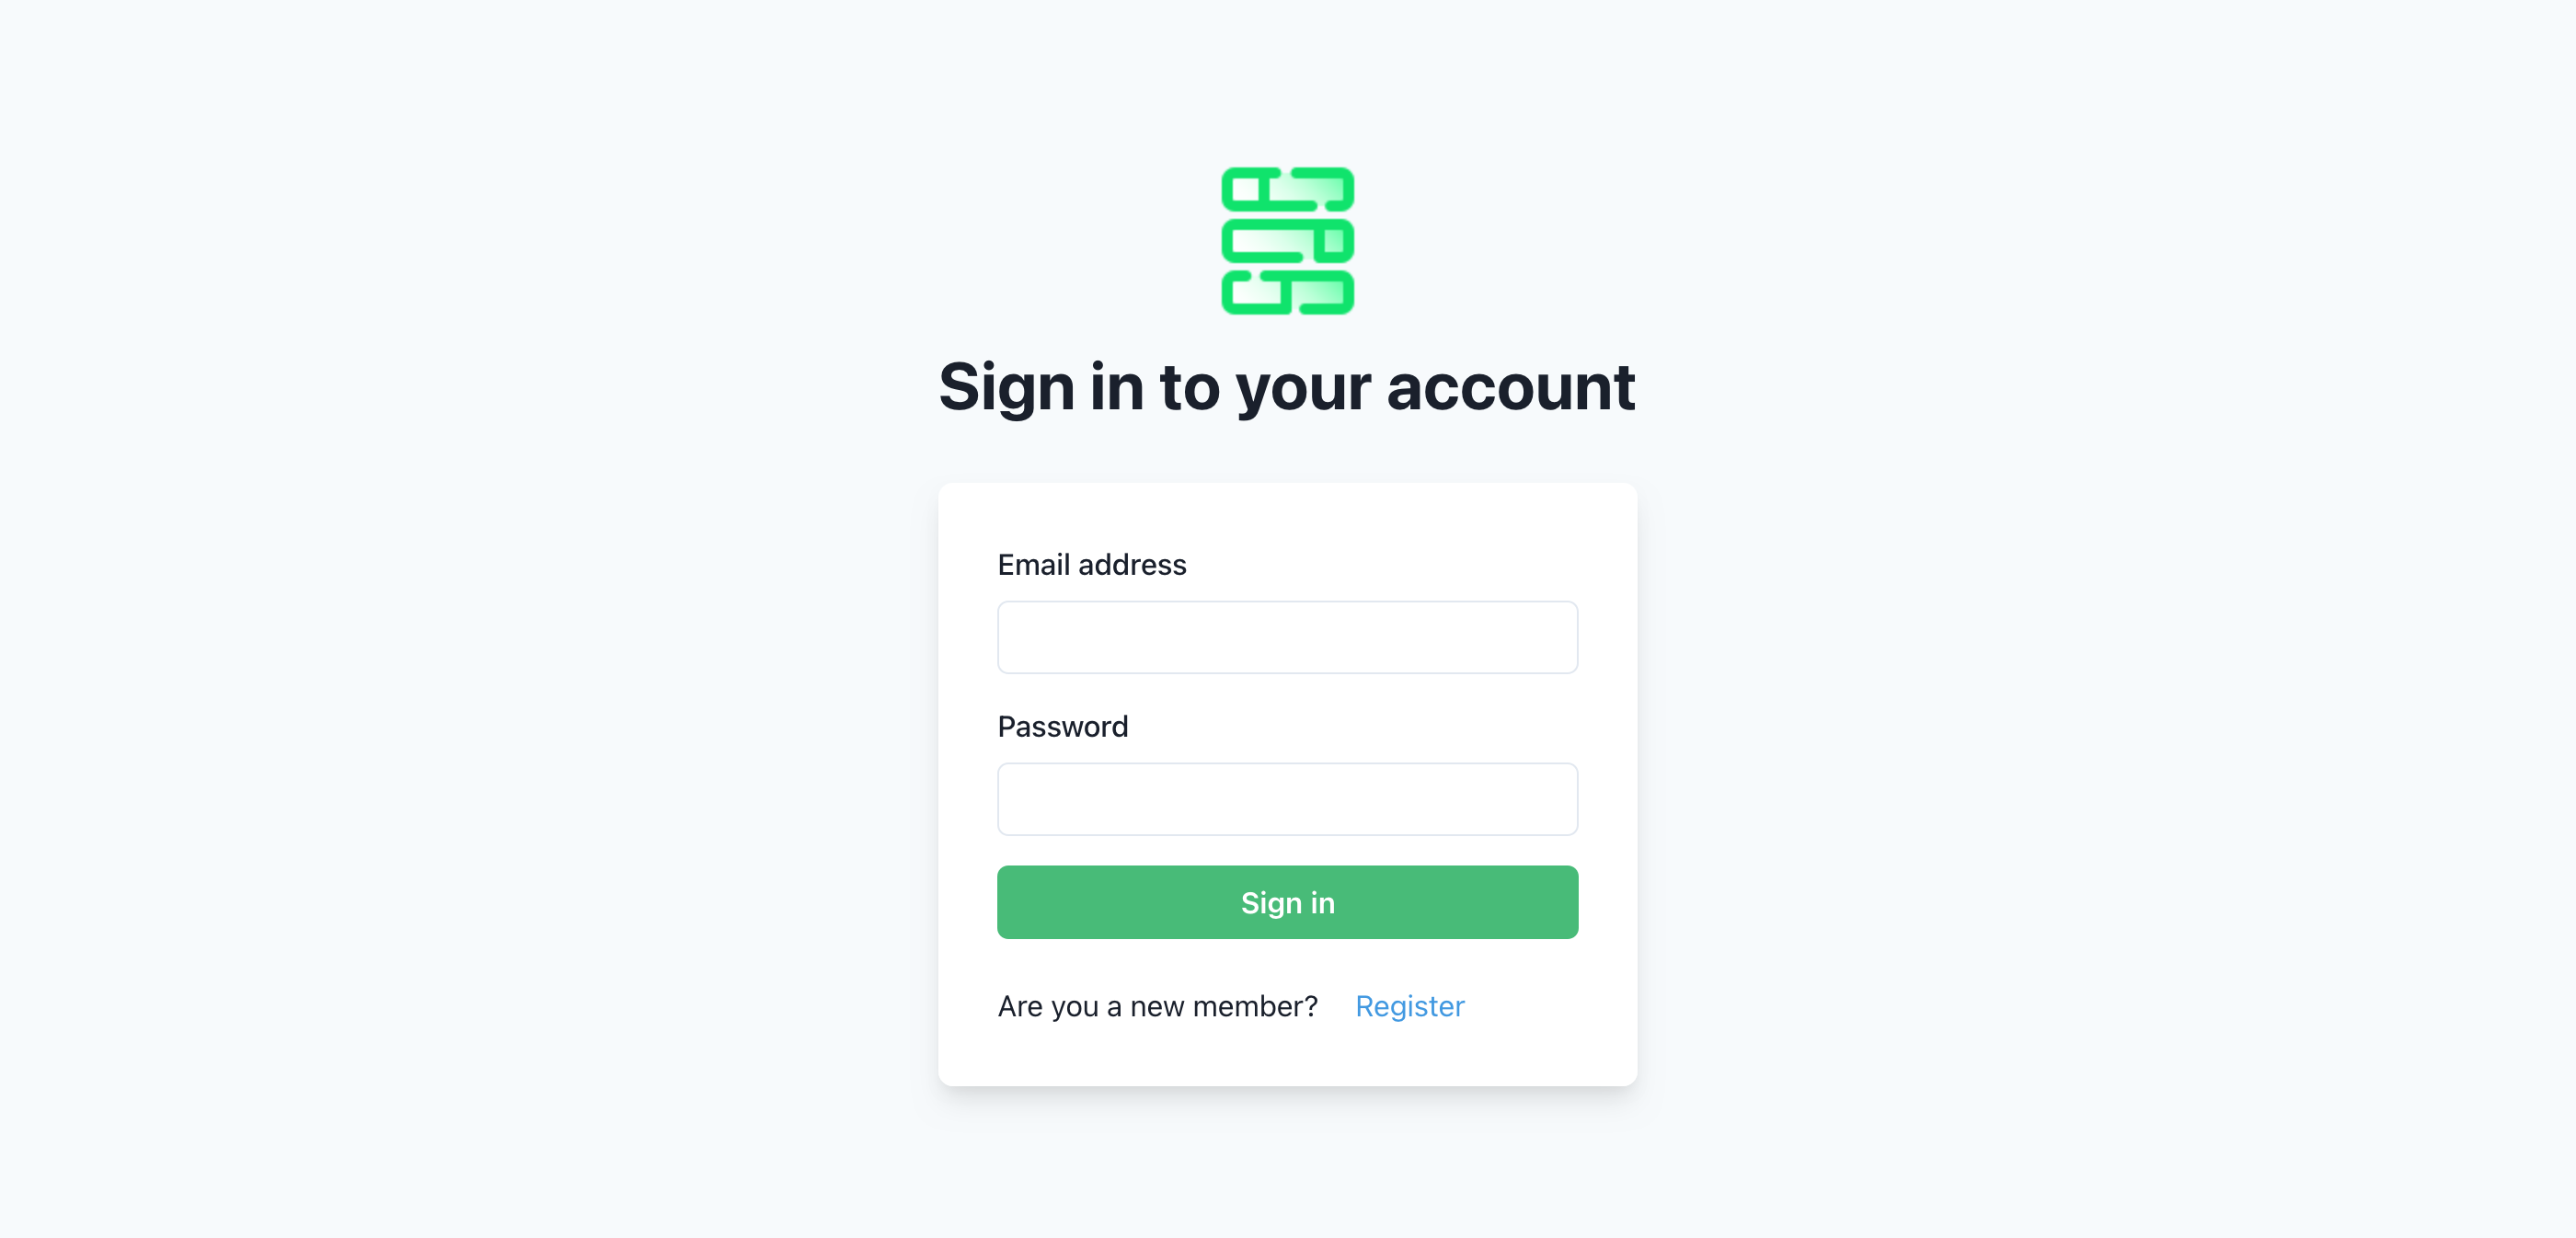 Sign in to your account
Email address
Password
Sign in
Are you a new member? Register